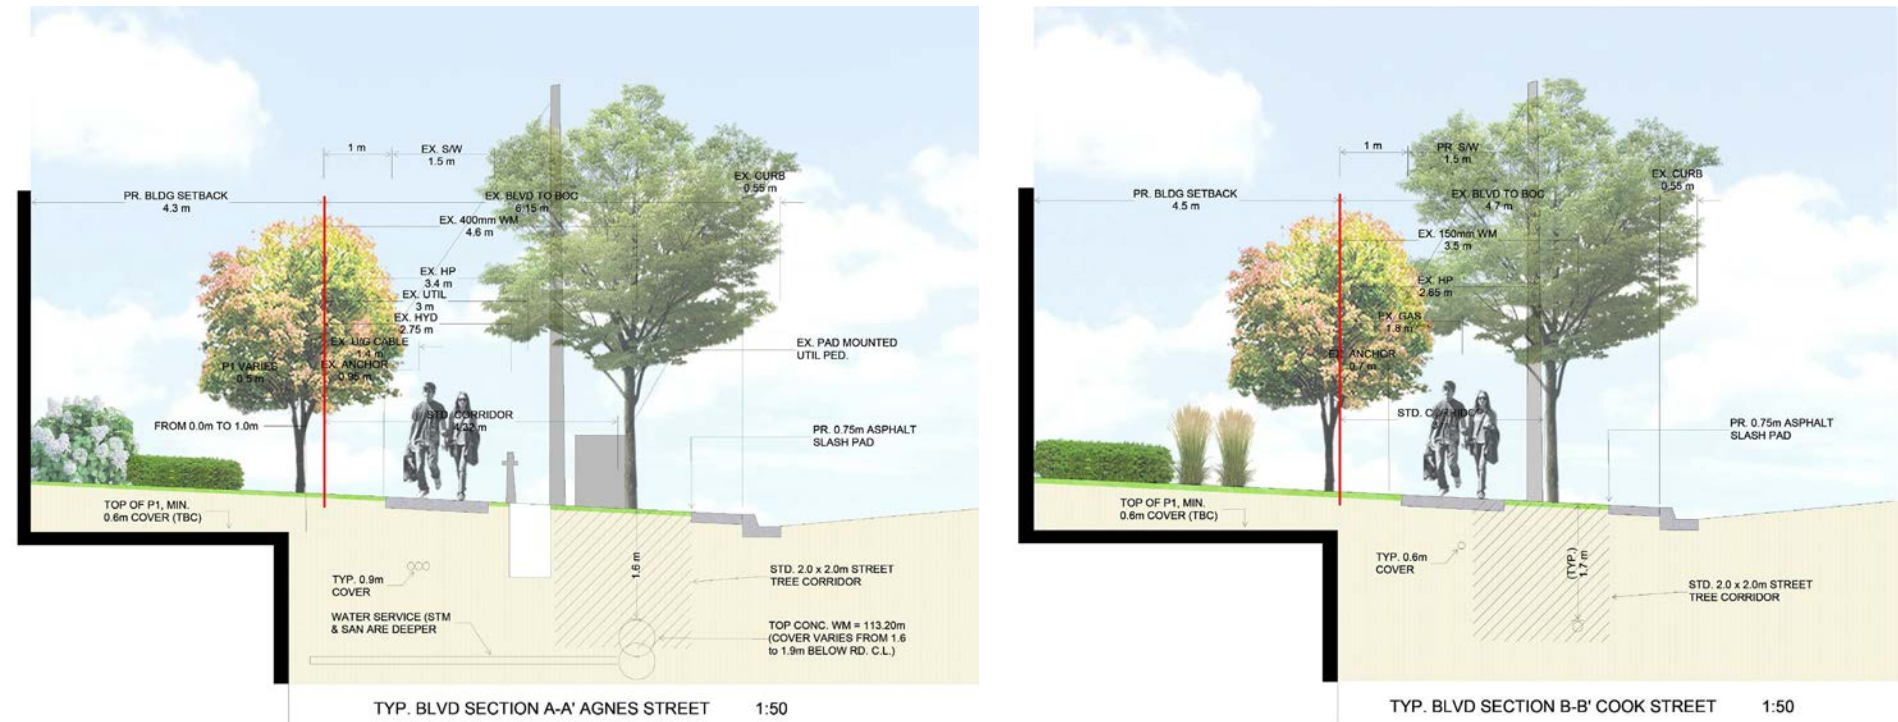 1 m
EX. S/W
1.5 m
PR. BLDG SETBACK
4.3 m
EX. BLVD TO BOC
6.15 m
EX. CURB
0.55 m
EX. 400mm WM
4.6 m
EX. HP
3.4 m
EX. UTIL
3 m
EX. HYD
2.75 m
EX. U/G CABLE
1.4 m
EX. ANCHOR
0.95 m
P1 VARIES
0.5 m
EX. PAD MOUNTED
UTIL PED.
FROM 0.0m TO 1.0m
STD. CORRIDOR
4.22 m
PR. 0.75m ASPHALT
SLASH PAD
TOP OF P1, MIN.
0.6m COVER (TBC)
TYP. 0.9m
COVER
1.6 m
STD. 2.0 x 2.0m STREET
TREE CORRIDOR
WATER SERVICE (STM
& SAN ARE DEEPER
TOP CONC. WM = 113.20m
(COVER VARIES FROM 1.6
to 1.9m BELOW RD. C.L.)
TYP. BLVD SECTION A-A' AGNES STREET 1:50
1 m
PR. S/W
1.5 m
PR. BLDG SETBACK
4.5 m
EX. BLVD TO BOC
4.7 m
EX. CURB
0.55 m
EX. 150mm WM
3.5 m
EX. HP
2.65 m
EX. GAS
1.8 m
EX. ANCHOR
0.7 m
STD. CORRIDOR
PR. 0.75m ASPHALT
SLASH PAD
TOP OF P1, MIN.
0.6m COVER (TBC)
TYP. 0.6m
COVER
(TYP.)
1.7 m
STD. 2.0 x 2.0m STREET
TREE CORRIDOR
TYP. BLVD SECTION B-B' COOK STREET 1:50